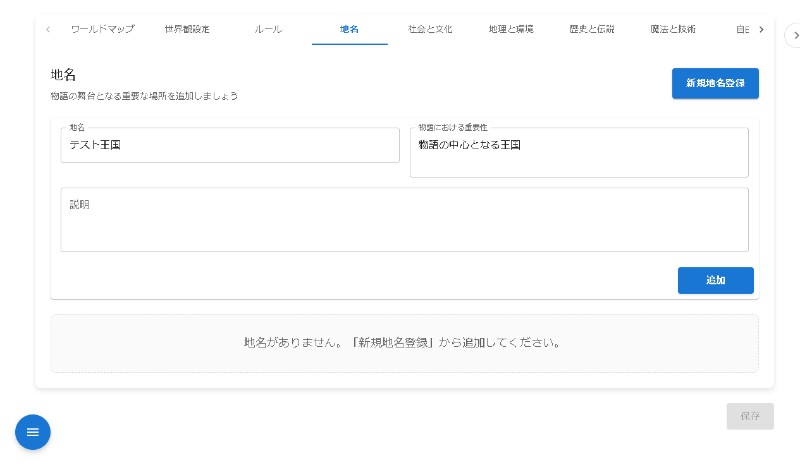 ワールドマップ 世界観設定 ルール 地名 社会と文化 地理と環境 歴史と伝説 魔法と技術
地名
物語の舞台となる重要な場所を追加しましょう
新規地名登録
地名
テスト王国
物語における重要性
物語の中心となる王国
説明
追加
地名がありません。「新規地名登録」から追加してください。
保存